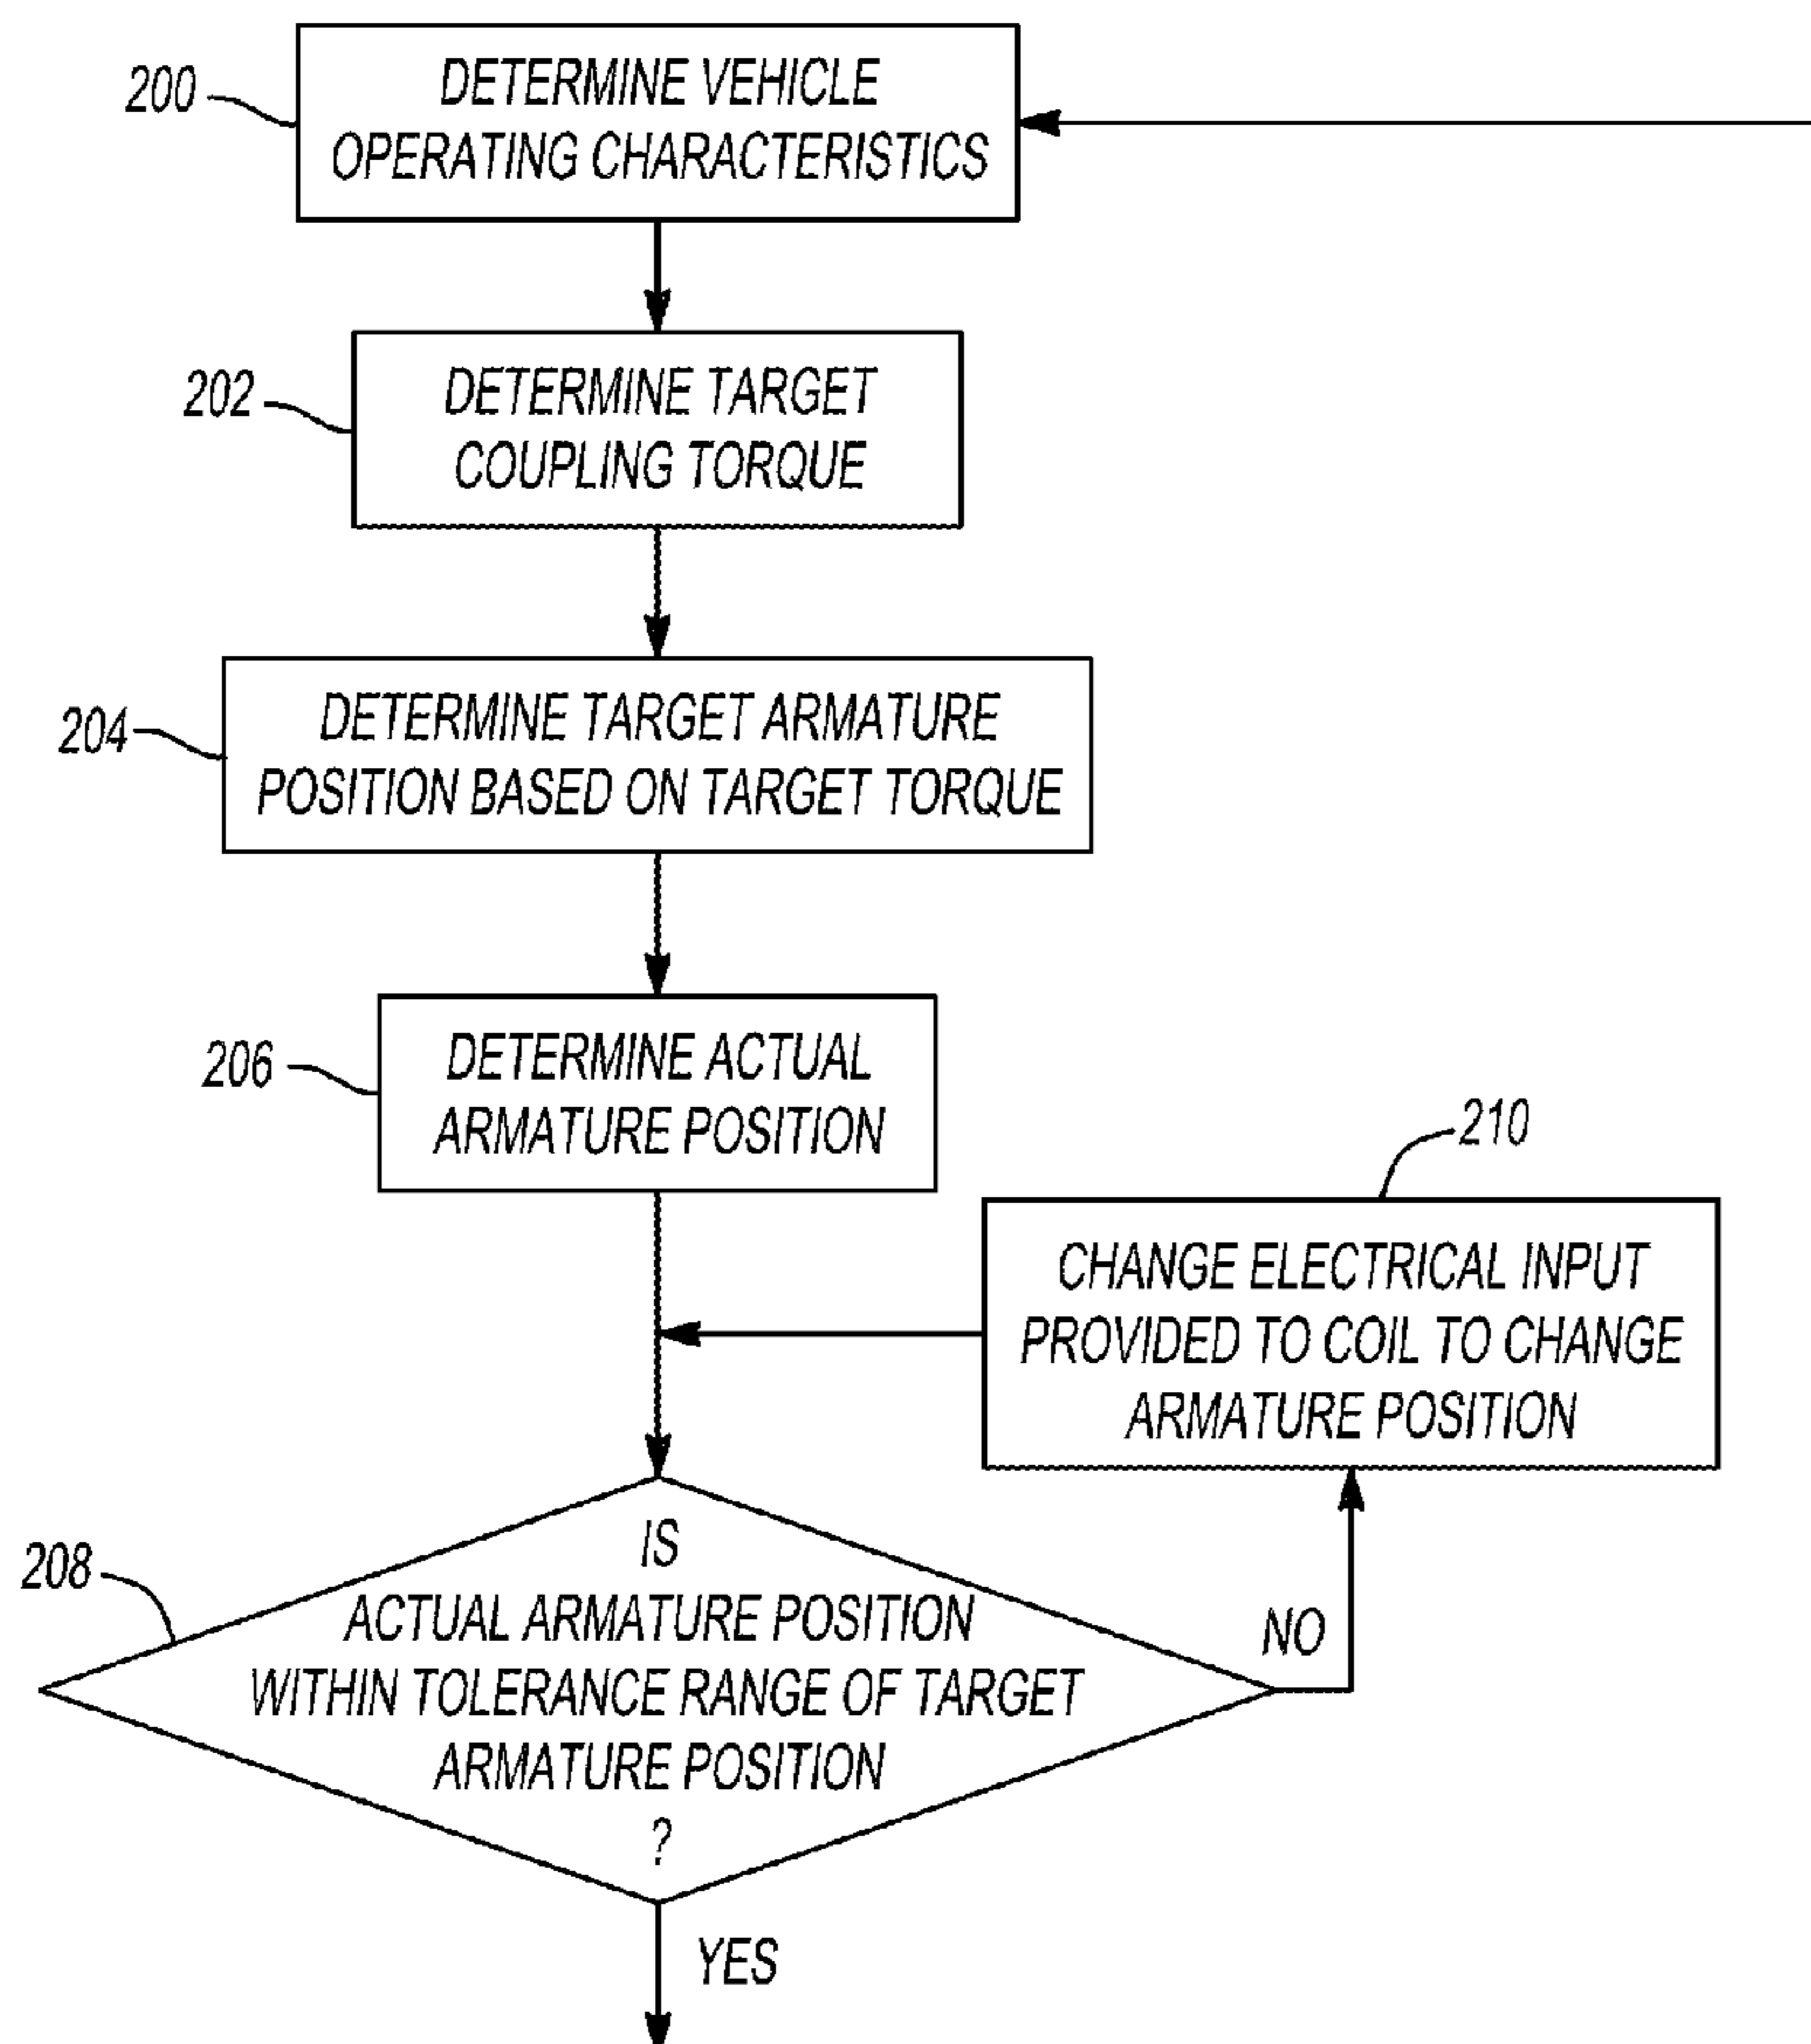 200
DETERMINE VEHICLE
OPERATING CHARACTERISTICS
202
DETERMINE TARGET
COUPLING TORQUE
204
DETERMINE TARGET ARMATURE
POSITION BASED ON TARGET TORQUE
206
DETERMINE ACTUAL
ARMATURE POSITION
210
CHANGE ELECTRICAL INPUT
PROVIDED TO COIL TO CHANGE
ARMATURE POSITION
208
IS
ACTUAL ARMATURE POSITION
WITHIN TOLERANCE RANGE OF TARGET
ARMATURE POSITION
?
NO
YES